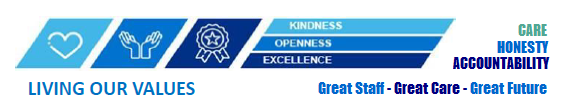 KINDNESS
OPENNESS
EXCELLENCE
CARE
HONESTY
ACCOUNTABILITY
LIVING OUR VALUES
Great Staff - Great Care - Great Future